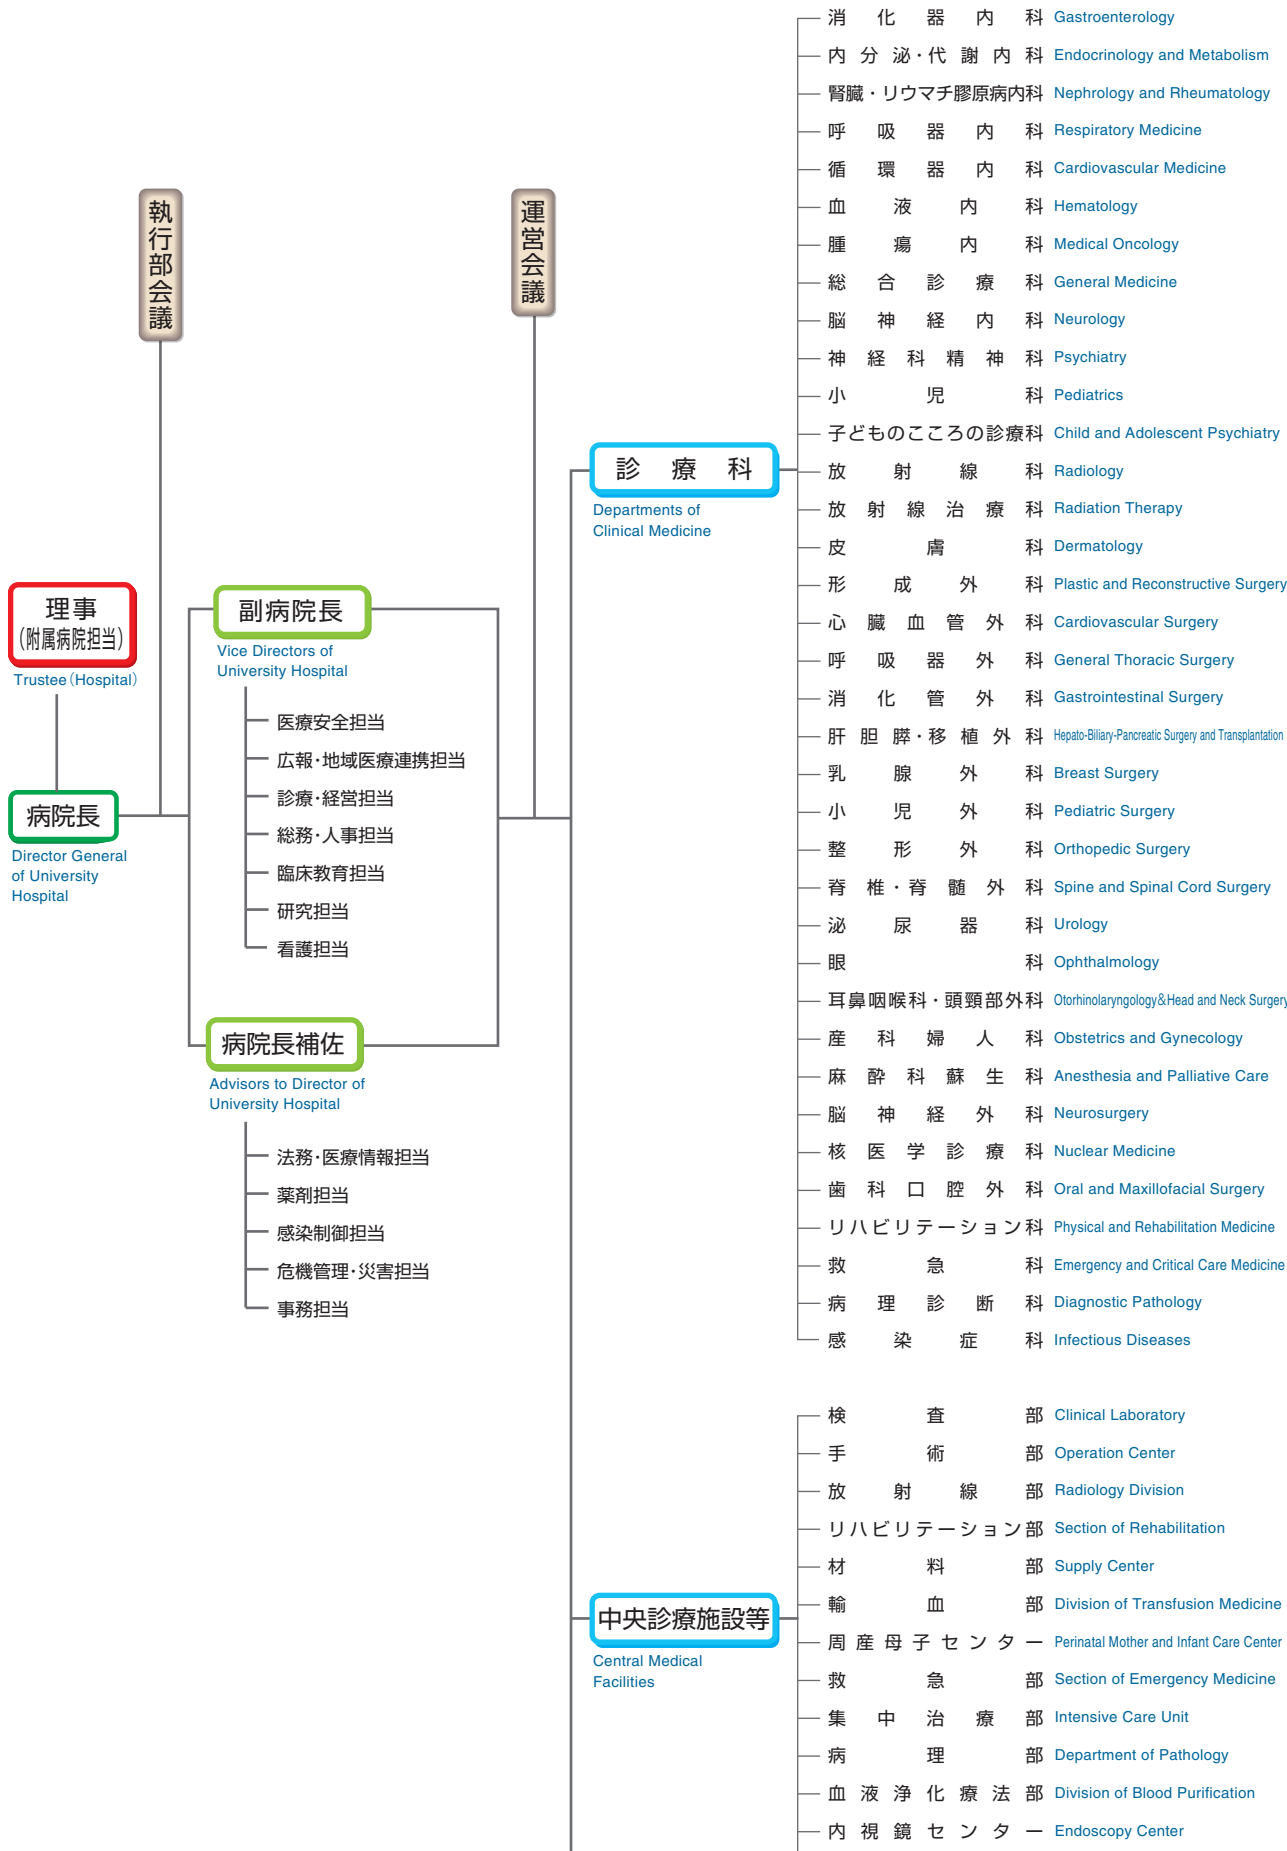 執行部会議
運営会議
理事
(附属病院担当)
Trustee(Hospital)
病院長
Director General
of University
Hospital
副病院長
Vice Directors of
University Hospital
医療安全担当
広報・地域医療連携担当
診療・経営担当
総務・人事担当
臨床教育担当
研究担当
看護担当
病院長補佐
Advisors to Director of
University Hospital
法務・医療情報担当
薬剤担当
感染制御担当
危機管理・災害担当
事務担当
診療科
Departments of
Clinical Medicine
消化器内科 Gastroenterology
内分泌・代謝内科 Endocrinology and Metabolism
腎臓・リウマチ膠原病内科 Nephrology and Rheumatology
呼吸器内科 Respiratory Medicine
循環器内科 Cardiovascular Medicine
血液内科 Hematology
腫瘍内科 Medical Oncology
総合診療科 General Medicine
脳神経内科 Neurology
神経科精神科 Psychiatry
小児科 Pediatrics
子どものこころの診療科 Child and Adolescent Psychiatry
放射線科 Radiology
放射線治療科 Radiation Therapy
皮膚科 Dermatology
形成外科 Plastic and Reconstructive Surgery
心臓血管外科 Cardiovascular Surgery
呼吸器外科 General Thoracic Surgery
消化管外科 Gastrointestinal Surgery
肝胆膵・移植外科 Hepato-Biliary-Pancreatic Surgery and Transplantation
乳腺外科 Breast Surgery
小児外科 Pediatric Surgery
整形外科 Orthopedic Surgery
脊椎・脊髄外科 Spine and Spinal Cord Surgery
泌尿器科 Urology
眼科 Ophthalmology
耳鼻咽喉科・頭頸部外科 Otorhinolaryngology&Head and Neck Surgery
産科婦人科 Obstetrics and Gynecology
麻酔科蘇生科 Anesthesia and Palliative Care
脳神経外科 Neurosurgery
核医学診療科 Nuclear Medicine
歯科口腔外科 Oral and Maxillofacial Surgery
リハビリテーション科 Physical and Rehabilitation Medicine
救急科 Emergency and Critical Care Medicine
病理診断科 Diagnostic Pathology
感染症科 Infectious Diseases
中央診療施設等
Central Medical
Facilities
検査部 Clinical Laboratory
手術部 Operation Center
放射線部 Radiology Division
リハビリテーション部 Section of Rehabilitation
材料部 Supply Center
輸血部 Division of Transfusion Medicine
周産母子センター Perinatal Mother and Infant Care Center
救急部 Section of Emergency Medicine
集中治療部 Intensive Care Unit
病理部 Department of Pathology
血液浄化療法部 Division of Blood Purification
内視鏡センター Endoscopy Center